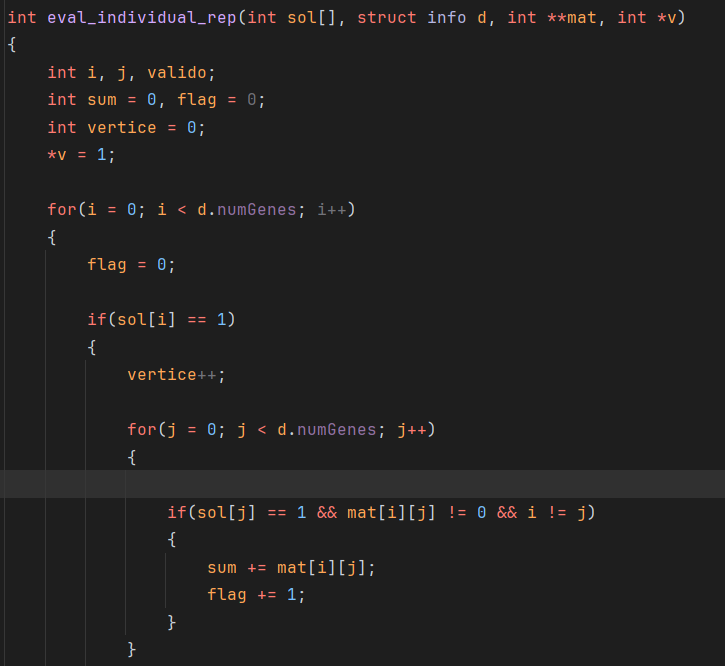 int eval_individual_rep(int sol[], struct info d, int **mat, int *v)
{
    int i, j, valido;
    int sum = 0, flag = 0;
    int vertice = 0;
    *v = 1;

    for(i = 0; i < d.numGenes; i++)
    {
        flag = 0;

        if(sol[i] == 1)
        {
            vertice++;

            for(j = 0; j < d.numGenes; j++)
            {

                if(sol[j] == 1 && mat[i][j] != 0 && i != j)
                {
                    sum += mat[i][j];
                    flag += 1;
                }
            }